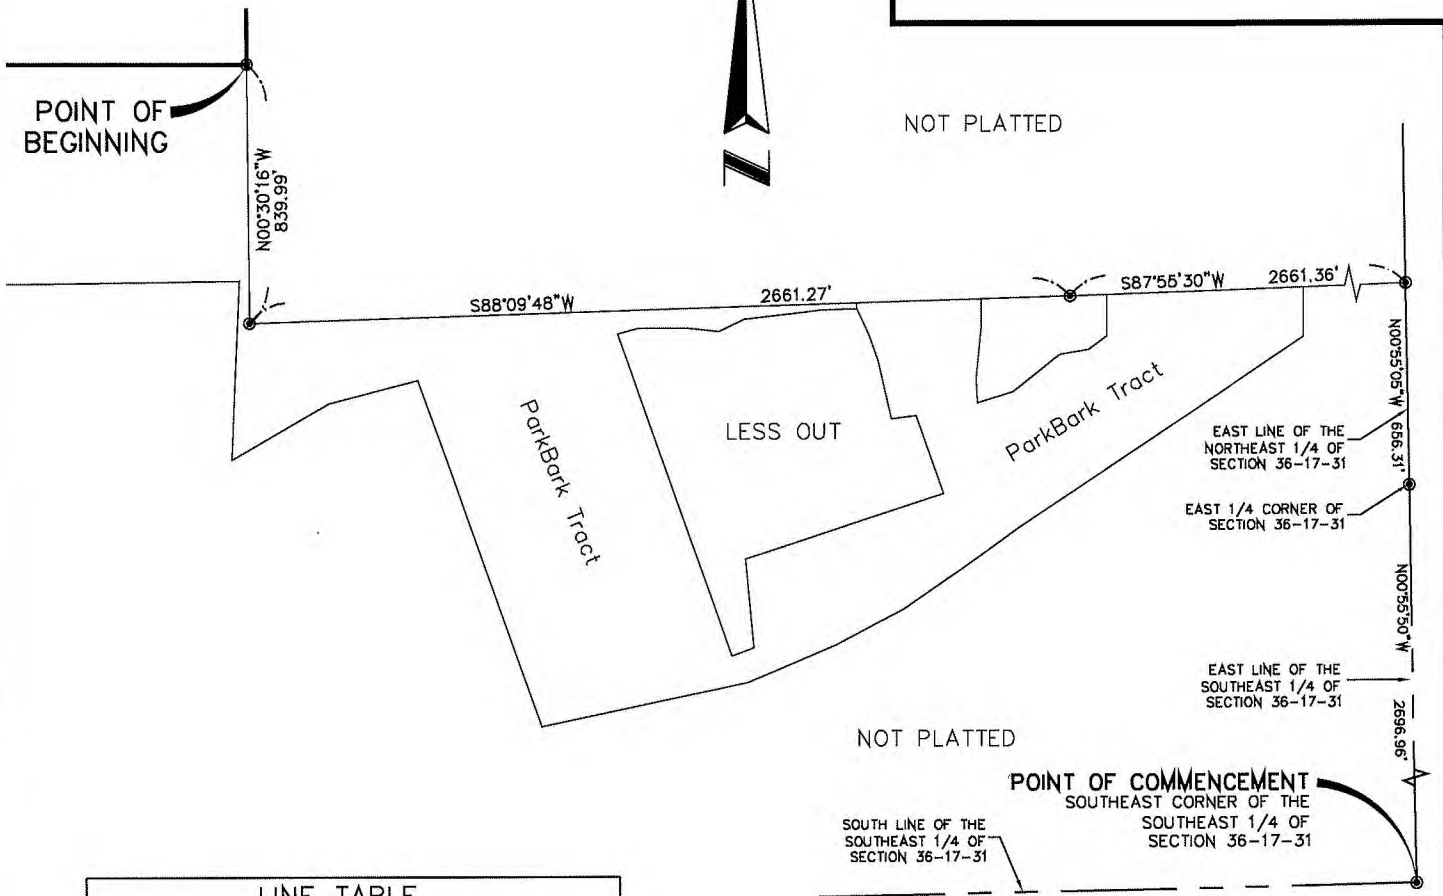 POINT OF
BEGINNING
N00°30'16"W
839.99'
N
NOT PLATTED
S88°09'48"W
2661.27'
S87°55'30"W
2661.36'
N00°55'05"W 656.31'
ParkBark Tract
LESS OUT
ParkBark Tract
EAST LINE OF THE
NORTHEAST 1/4 OF
SECTION 36-17-31
EAST 1/4 CORNER OF
SECTION 36-17-31
N00°55'50"W
2696.96'
EAST LINE OF THE
SOUTHEAST 1/4 OF
SECTION 36-17-31
NOT PLATTED
POINT OF COMMENCEMENT
SOUTHEAST CORNER OF THE
SOUTHEAST 1/4 OF
SECTION 36-17-31
SOUTH LINE OF THE
SOUTHEAST 1/4 OF
SECTION 36-17-31
LINE TABLE